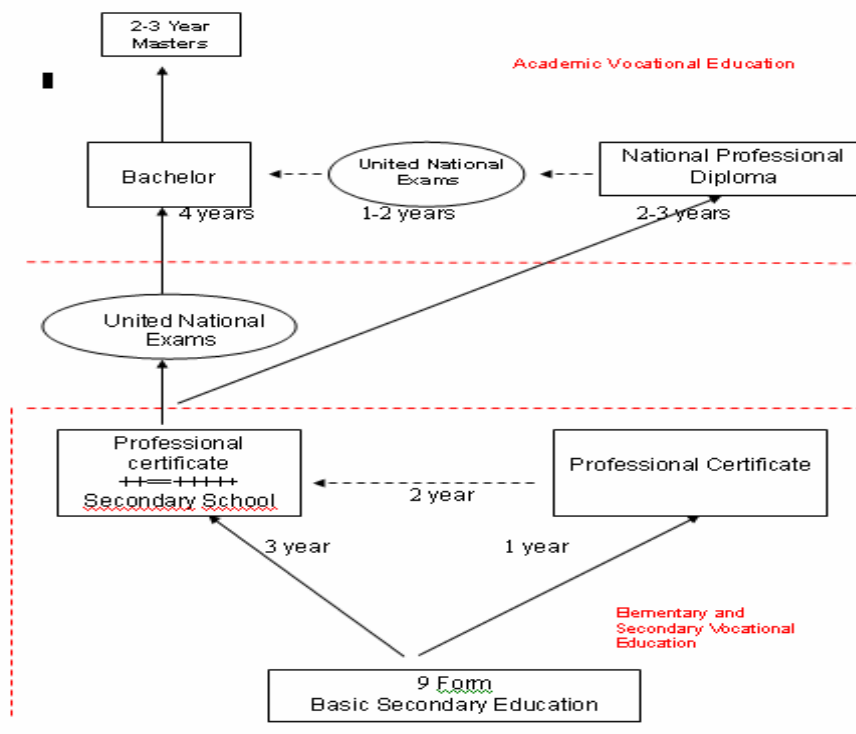 2-3 Year
Masters
Academic Vocational Education
Bachelor
United National
Exams
National Professional
Diploma
4 years
1-2 years
2-3 years
United National
Exams
Professional
certificate
++==+++++
Secondary School
Professional Certificate
2 year
3 year
1 year
Elementary and
Secondary Vocational
Education
9 Form
Basic Secondary Education